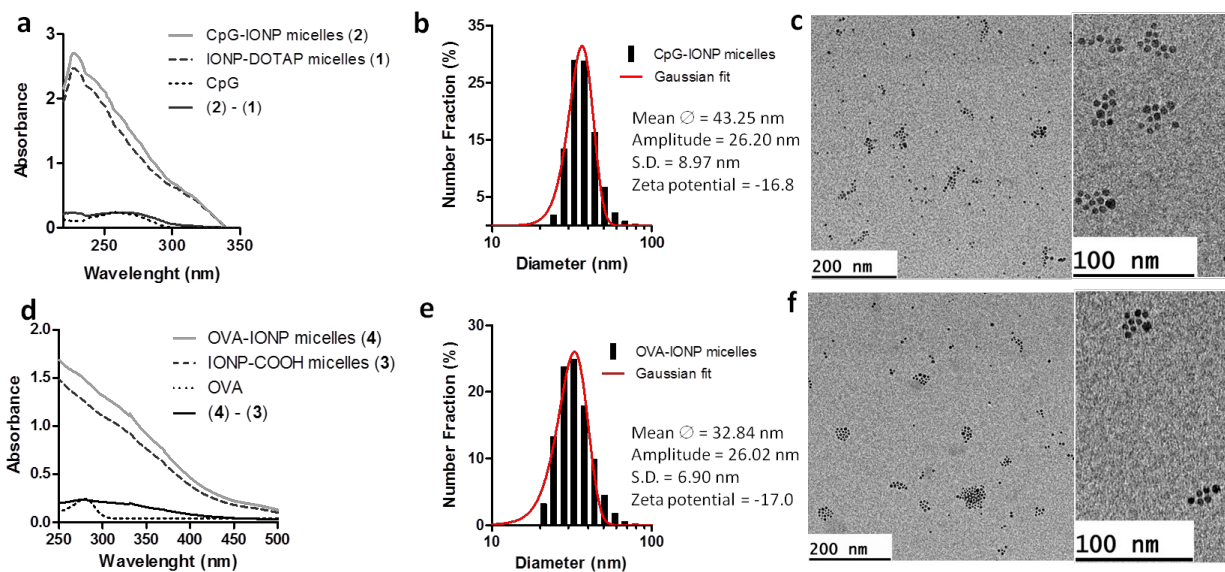 a
3
2
1
0
250
300
350
Absorbance
Wavelenght (nm)
CpG-IONP micelles (2)
IONP-DOTAP micelles (1)
CpG
(2) - (1)
b
35
25
15
5
10
100
Number Fraction (%)
Diameter (nm)
CpG-IONP micelles
Gaussian fit
Mean ∅ = 43.25 nm
Amplitude = 26.20 nm
S.D. = 8.97 nm
Zeta potential = -16.8
c
200 nm
100 nm
d
2.0
1.5
1.0
0.5
0.0
250
300
350
400
450
500
Absorbance
Wavelenght (nm)
OVA-IONP micelles (4)
IONP-COOH micelles (3)
OVA
(4) - (3)
e
30
20
10
0
10
100
Number Fraction (%)
Diameter (nm)
OVA-IONP micelles
Gaussian fit
Mean ∅ = 32.84 nm
Amplitude = 26.02 nm
S.D. = 6.90 nm
Zeta potential = -17.0
f
200 nm
100 nm